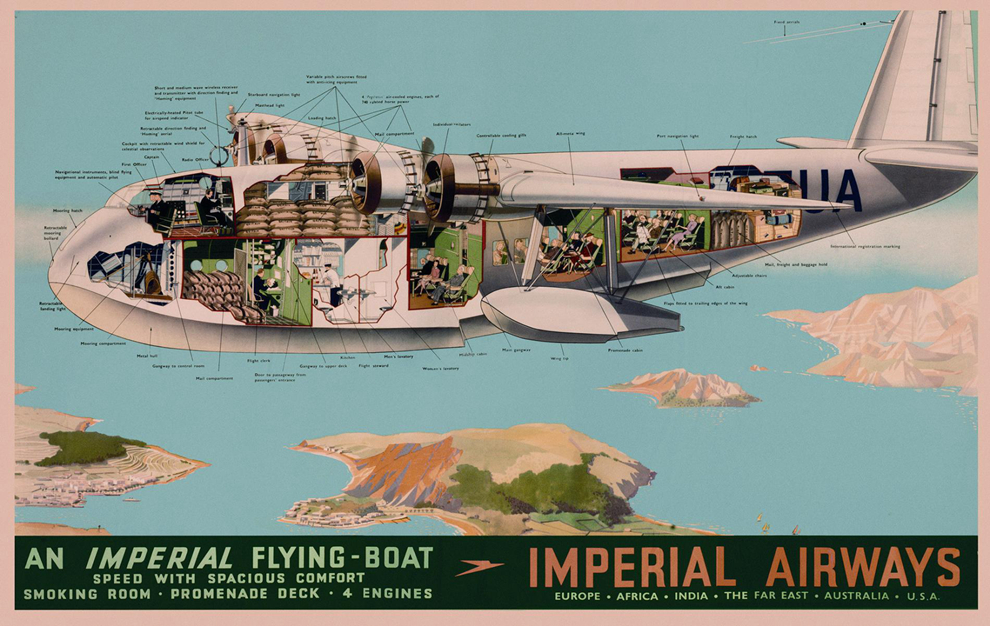 Fixed aerials
Variable pitch airscrews fitted
with anti-icing equipment
Short and medium wave wireless receiver
and transmitter with direction finding and
"Homing" equipment
Starboard navigation light
Masthead light
air-cooled engines, each of
740 horse power
Electrically-heated Pitot tube
for airspeed indicator
Loading hatch
Individual
Retractable direction finding and
"Homing" aerial
Mail compartment
Controllable cooling gills
All-metal wing
Port navigation light
Freight hatch
Cockpit with retractable wind shield for
celestial observations
Captain
Radio Officer
First Officer
Navigational instruments, blind flying
equipment and automatic pilot
UA
Mooring hatch
Retractable
mooring
bollard
International registration marking
Mail, freight and baggage hold
Adjustable chairs
Aft cabin
Retractable
landing light
Flaps fitted to trailing edges of the wing
Mooring equipment
Mooring compartment
Metal hull
Gangway to control room
Mail compartment
Flight clerk
Door to passageway from
passengers' entrance
Gangway to upper deck
Kitchen
Flight steward
Men's lavatory
Women's lavatory
Midship cabin
Main gangway
Wing
Promenade cabin
AN IMPERIAL FLYING-BOAT
SPEED WITH SPACIOUS COMFORT
SMOKING ROOM · PROMENADE DECK · 4 ENGINES
IMPERIAL AIRWAYS
EUROPE • AFRICA • INDIA • THE FAR EAST • AUSTRALIA • U.S.A.